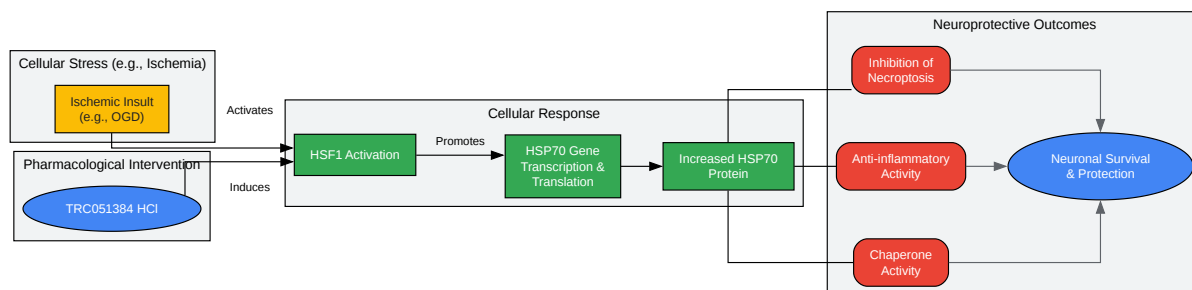 Neuroprotective Outcomes
Cellular Stress (e.g., Ischemia)
Ischemic Insult
(e.g., OGD)
Activates
Pharmacological Intervention
TRC051384 HCl
Induces
Cellular Response
HSF1 Activation
Promotes
HSP70 Gene
Transcription &
Translation
Increased HSP70
Protein
Inhibition of
Necroptosis
Anti-inflammatory
Activity
Chaperone
Activity
Neuronal Survival
& Protection